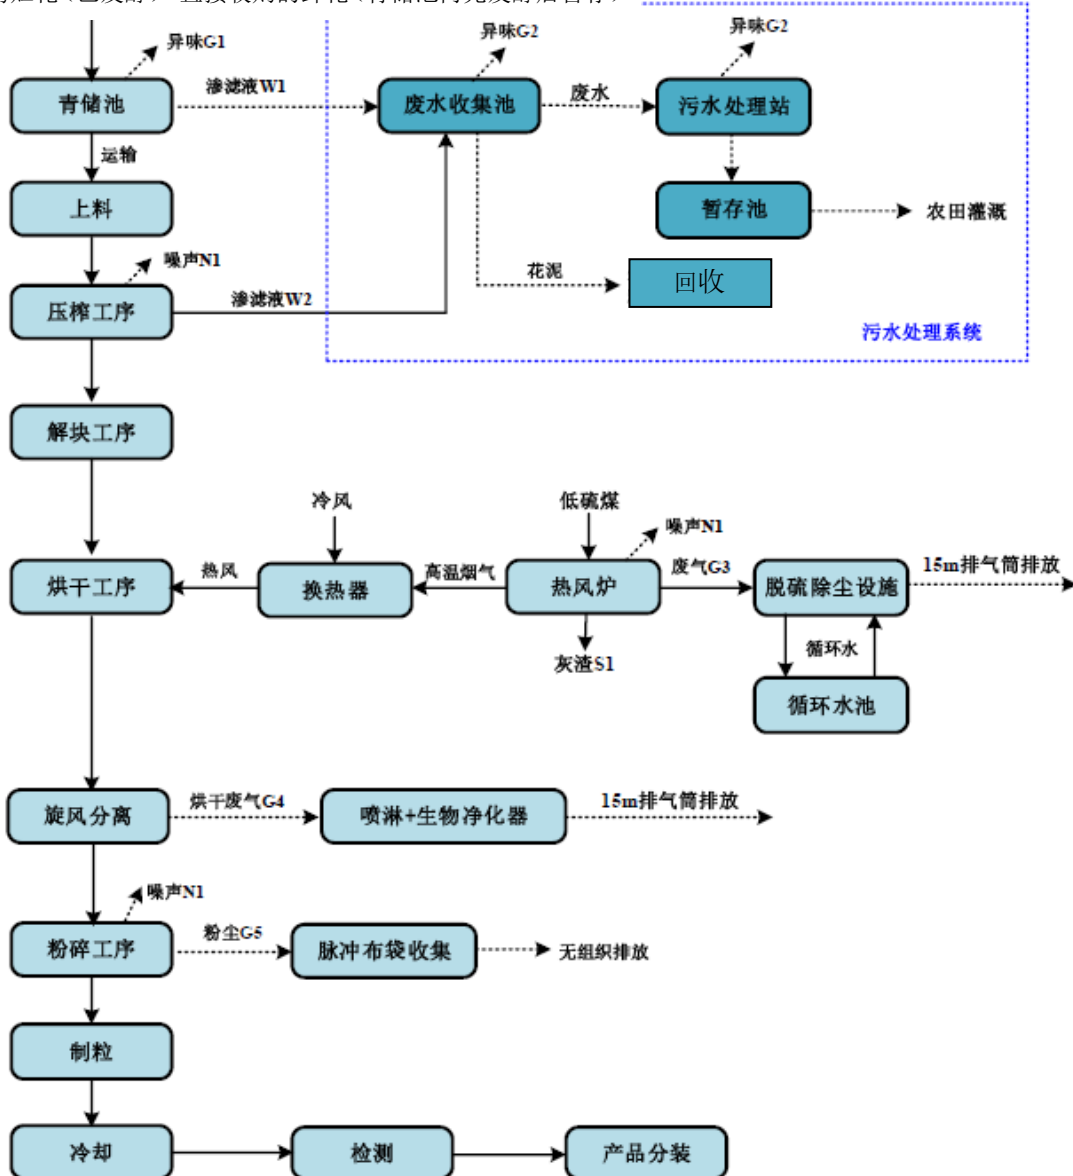 异味G1
异味G2
异味G2
青储池
渗滤液W1
废水收集池
废水
污水处理站
运输
上料
暂存池
农田灌溉
噪声N1
花泥
回收
压榨工序
渗滤液W2
污水处理系统
解块工序
冷风
低硫煤
噪声N1
烘干工序
热风
换热器
高温烟气
热风炉
废气G3
脱硫除尘设施
15m排气筒排放
灰渣S1
循环水
循环水池
旋风分离
烘干废气G4
喷淋+生物净化器
15m排气筒排放
噪声N1
粉碎工序
粉尘G5
脉冲布袋收集
无组织排放
制粒
冷却
检测
产品分装